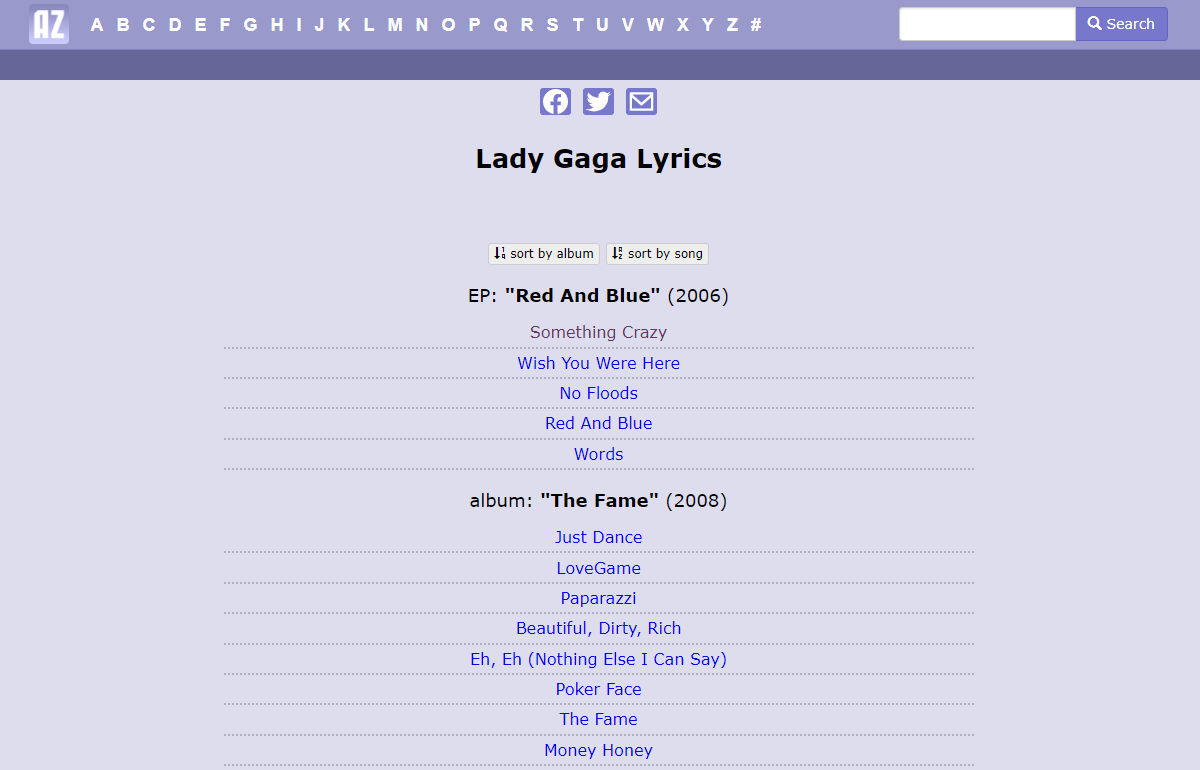 AZ A B C D E F G H I J K L M N O P Q R S T U V W X Y Z # Search
Lady Gaga Lyrics
sort by album sort by song
EP: "Red And Blue" (2006)
Something Crazy
Wish You Were Here
No Floods
Red And Blue
Words
album: "The Fame" (2008)
Just Dance
LoveGame
Paparazzi
Beautiful, Dirty, Rich
Eh, Eh (Nothing Else I Can Say)
Poker Face
The Fame
Money Honey